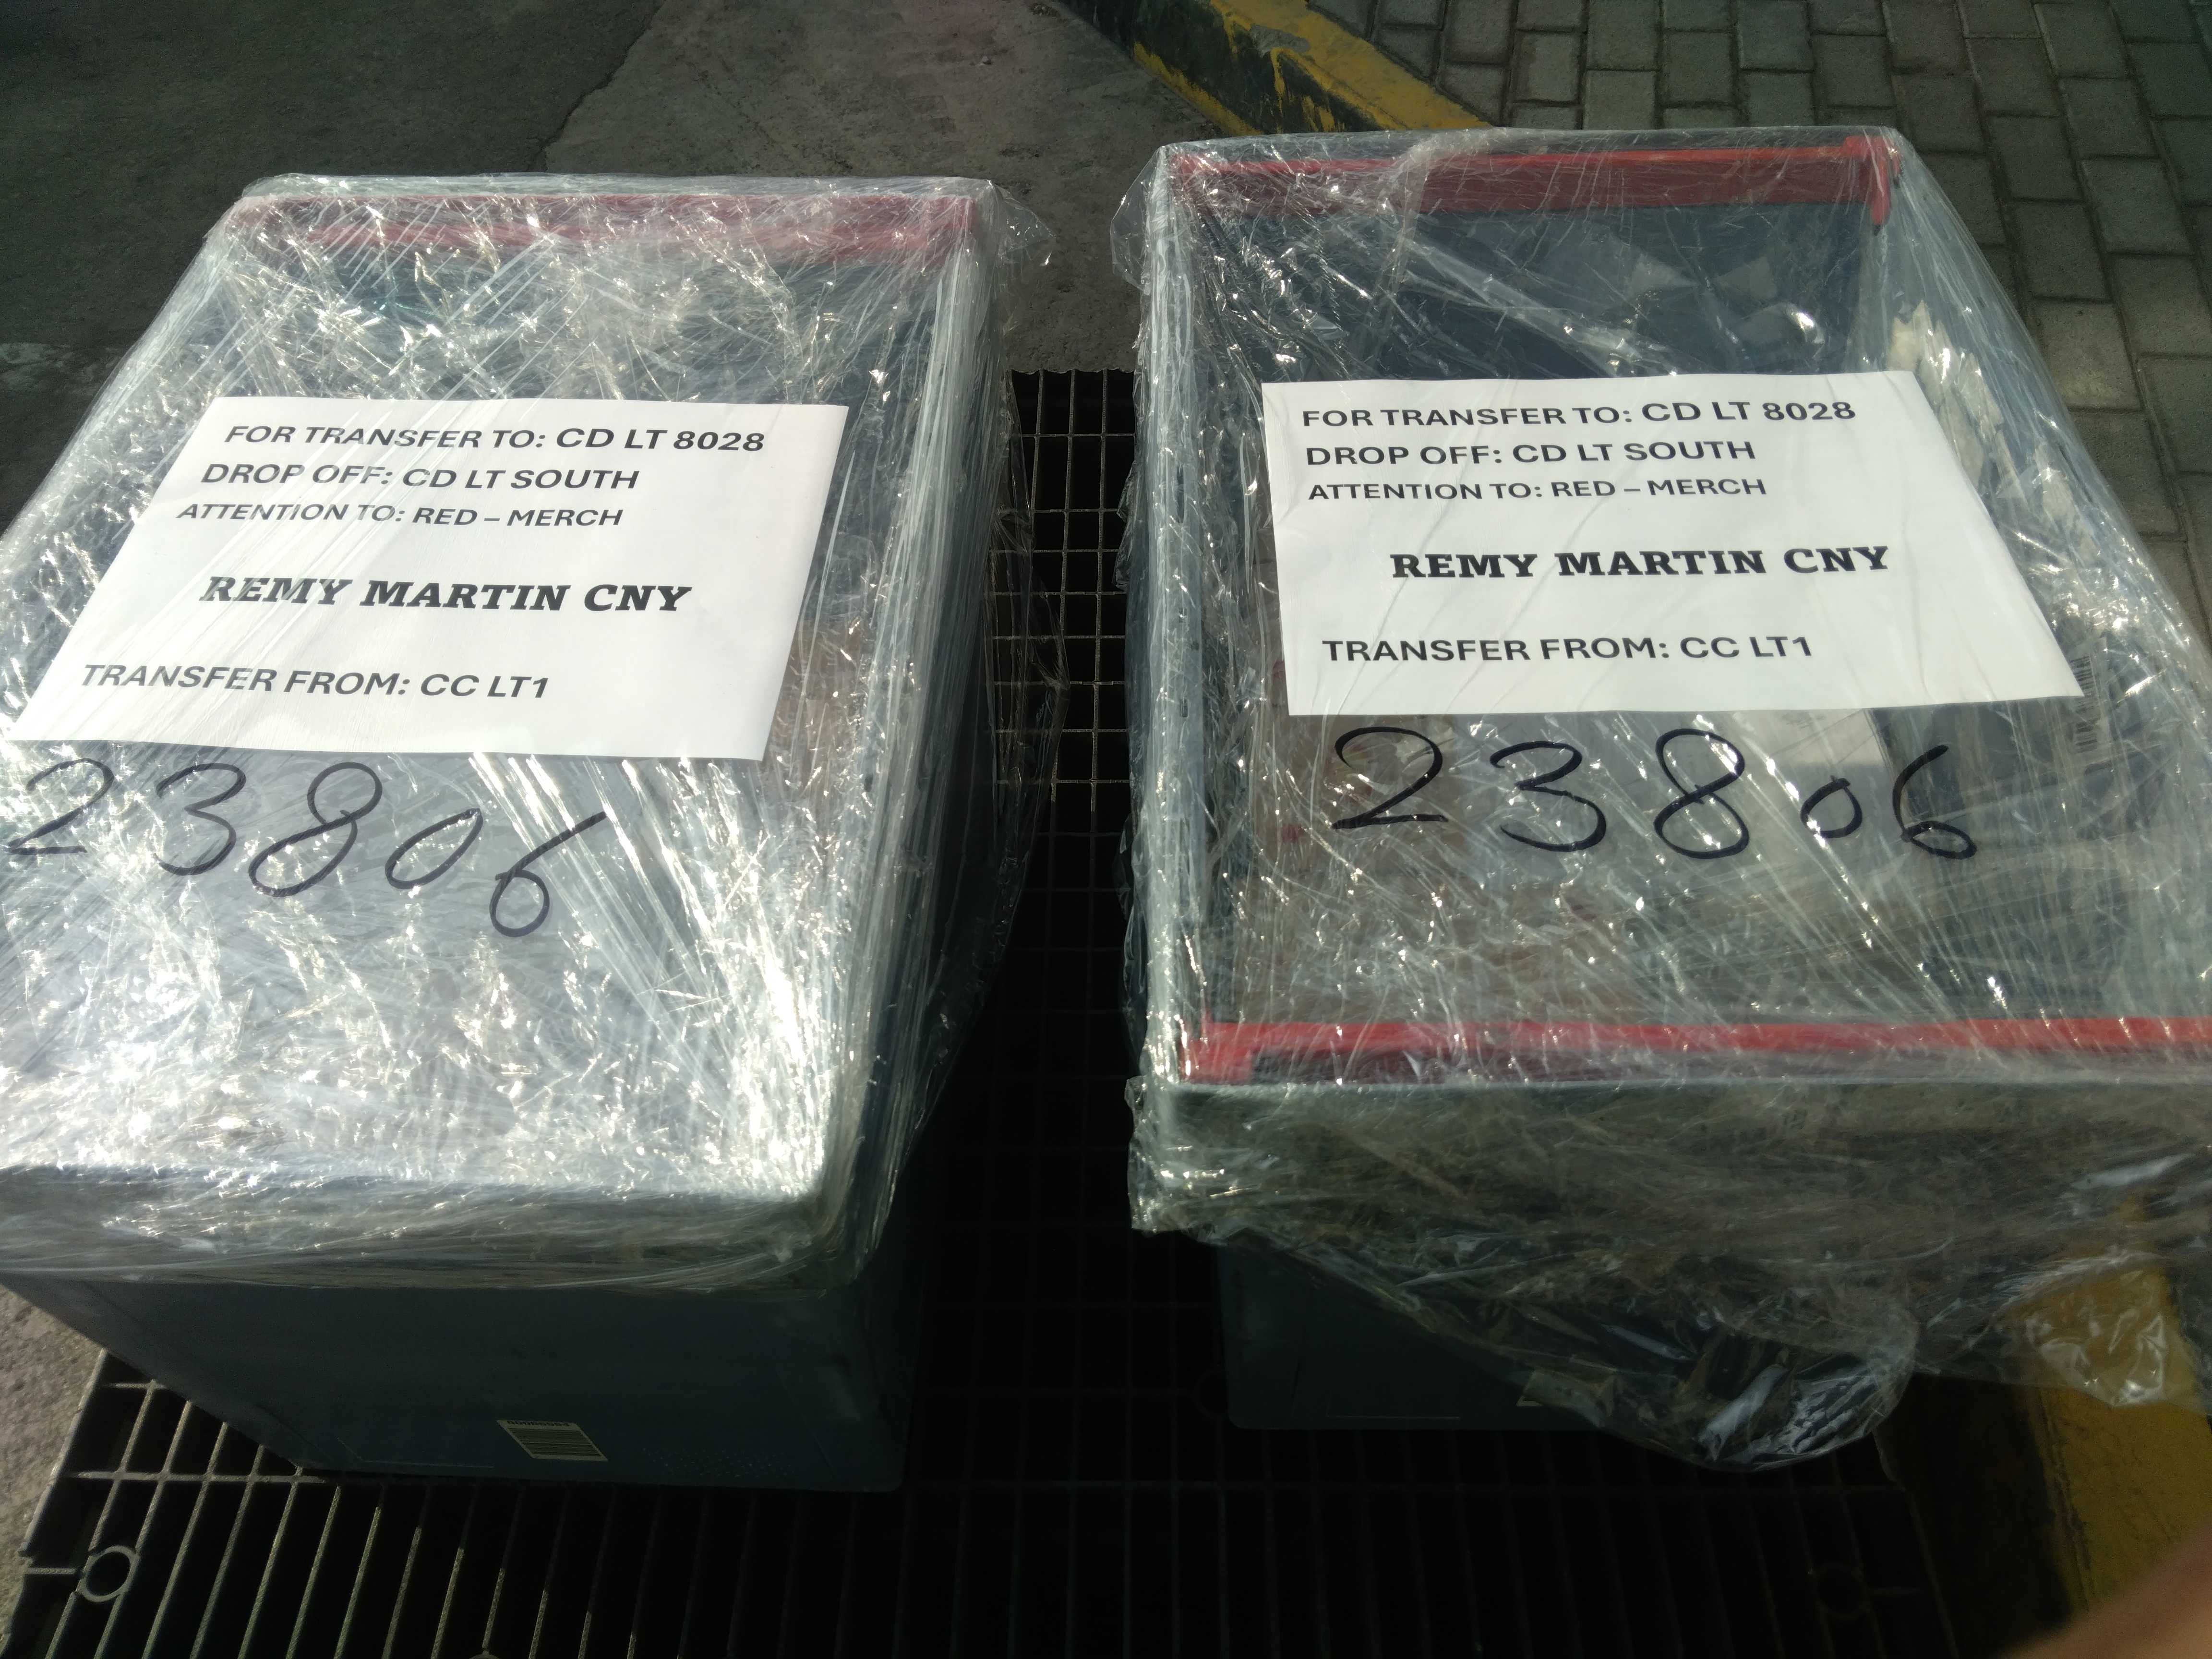 FOR TRANSFER TO: CD LT 8028
DROP OFF: CD LT SOUTH
ATTENTION TO: RED – MERCH
REMY MARTIN CNY
TRANSFER FROM: CC LT1
23806
FOR TRANSFER TO: CD LT 8028
DROP OFF: CD LT SOUTH
ATTENTION TO: RED – MERCH
REMY MARTIN CNY
TRANSFER FROM: CC LT1
23806